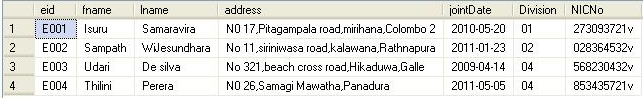 eid fname lname address jointDate Division NICNo
1 E001 Isuru Samaravira N0 17,Pitagampala road,mirihana,Colombo 2 2010-05-20 01 273093721v
2 E002 Sampath WiJesundhara No 11,siriniwasa road,kalawana,Rathnapura 2011-01-23 02 028364532v
3 E003 Udari De silva No 321,beach cross road,Hikaduwa,Galle 2009-04-14 04 568230432v
4 E004 Thilini Perera N0 26,Samagi Mawatha,Panadura 2011-05-05 04 853435721v